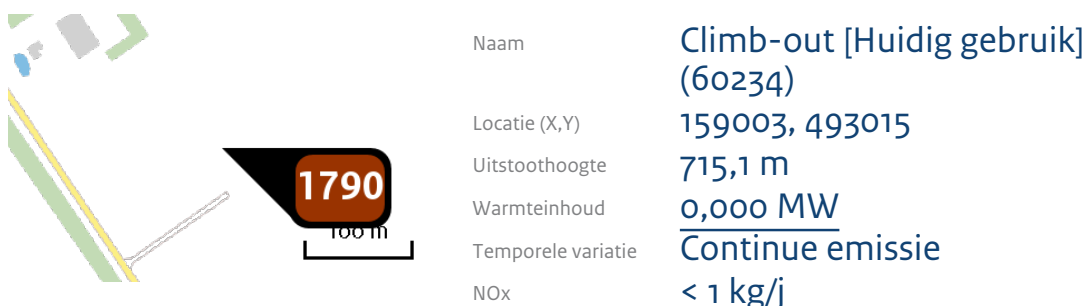 1790
100 m
Naam Climb-out [Huidig gebruik]
(60234)
Locatie (X,Y) 159003, 493015
Uitstoothoogte 715,1 m
Warmteinhoud 0,000 MW
Temporele variatie Continue emissie
NOx < 1 kg/j